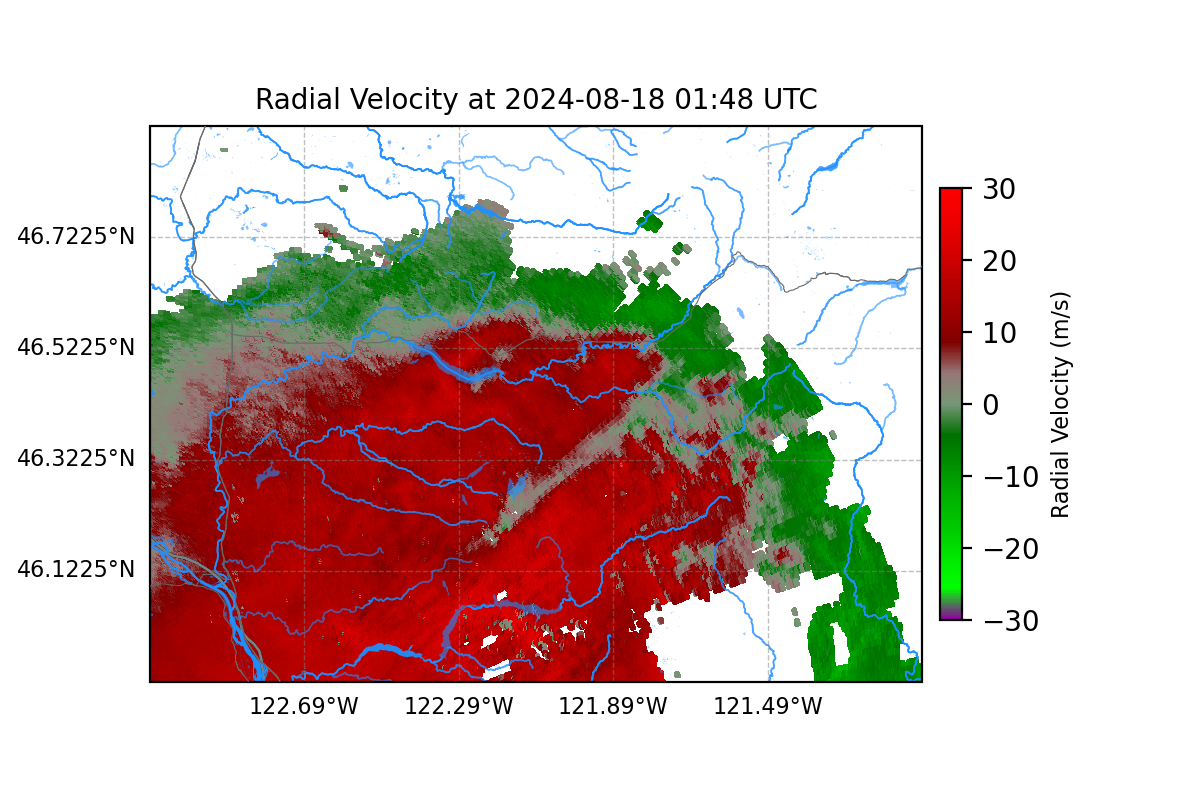 Radial Velocity at 2024-08-18 01:48 UTC
46.7225°N
46.5225°N
46.3225°N
46.1225°N
122.69°W 122.29°W 121.89°W 121.49°W
30
20
10
0
−10
−20
−30
Radial Velocity (m/s)